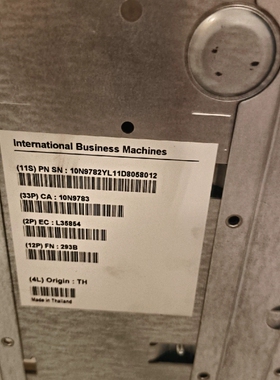 International Business Machines
(11S) PN SN : 10N9782YL11D8058012
(33P) CA : 10N9783
(2P) EC : L35854
(12P) FN : 293B
(4L) Origin : TH
Made in Thailand